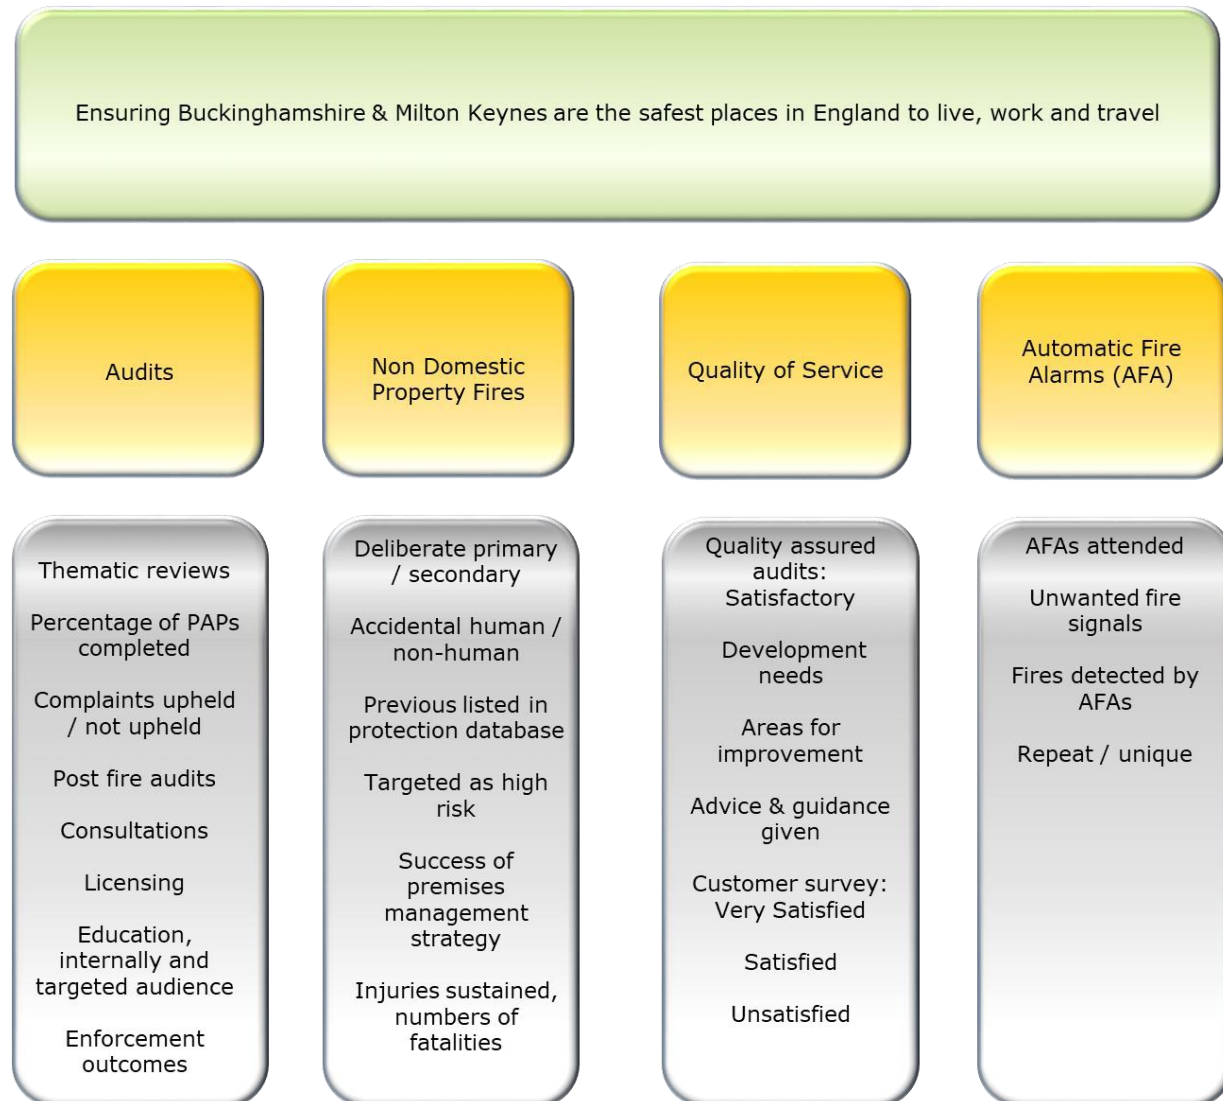 Ensuring Buckinghamshire & Milton Keynes are the safest places in England to live, work and travel
Audits
Non Domestic
Property Fires
Quality of Service
Automatic Fire
Alarms (AFA)
Thematic reviews
Percentage of PAPs
completed
Complaints upheld
/ not upheld
Post fire audits
Consultations
Licensing
Education,
internally and
targeted audience
Enforcement
outcomes
Deliberate primary
/ secondary
Accidental human /
non-human
Previous listed in
protection database
Targeted as high
risk
Success of
premises
management
strategy
Injuries sustained,
numbers of
fatalities
Quality assured
audits:
Satisfactory
Development
needs
Areas for
improvement
Advice & guidance
given
Customer survey:
Very Satisfied
Satisfied
Unsatisfied
AFAs attended
Unwanted fire
signals
Fires detected by
AFAs
Repeat / unique